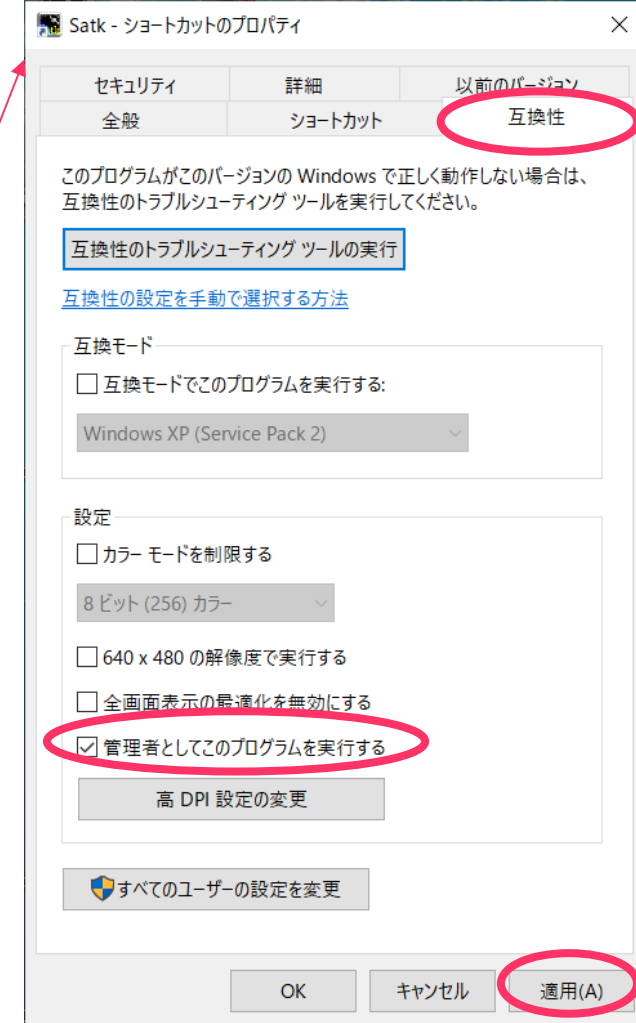 Satk - ショートカットのプロパティ
セキュリティ
詳細
以前のバージョン
全般
ショートカット
互換性
このプログラムがこのバージョンの Windows で正しく動作しない場合は、
互換性のトラブルシューティング ツールを実行してください。
互換性のトラブルシューティング ツールの実行
互換性の設定を手動で選択する方法
互換モード
互換モードでこのプログラムを実行する:
Windows XP (Service Pack 2)
設定
カラー モードを制限する
8 ビット (256) カラー
640 x 480 の解像度で実行する
全画面表示の最適化を無効にする
管理者としてこのプログラムを実行する
高 DPI 設定の変更
すべてのユーザーの設定を変更
OK
キャンセル
適用(A)